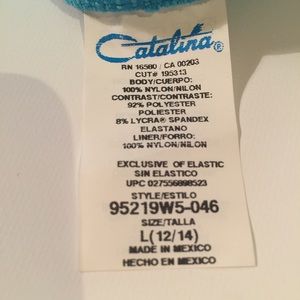 Catalina®
RN 16580 / CA 00203
CUT# 195313
BODY/CUERPO:
100% NYLON/NILON
CONTRAST/CONTRASTE:
92% POLYESTER
POLIESTER
8% LYCRA® SPANDEX
ELASTANO
LINER/FORRO:
100% NYLON/NILON
EXCLUSIVE OF ELASTIC
SIN ELASTICO
UPC 027556898523
STYLE/ESTILO
95219W5-046
SIZE/TALLA
L(12/14)
MADE IN MEXICO
HECHO EN MEXICO